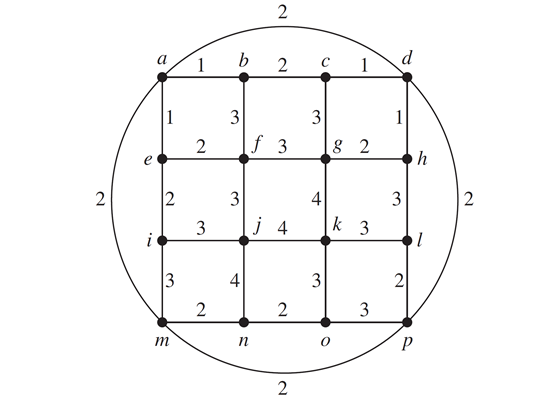 2
a b c d
1 2 1
1 3 3 1
e 2 f 3 g 2 h
2 2 3 4 3 2
i 3 j 4 k 3 l
3 4 3 2
2 2 3
m n o p
2